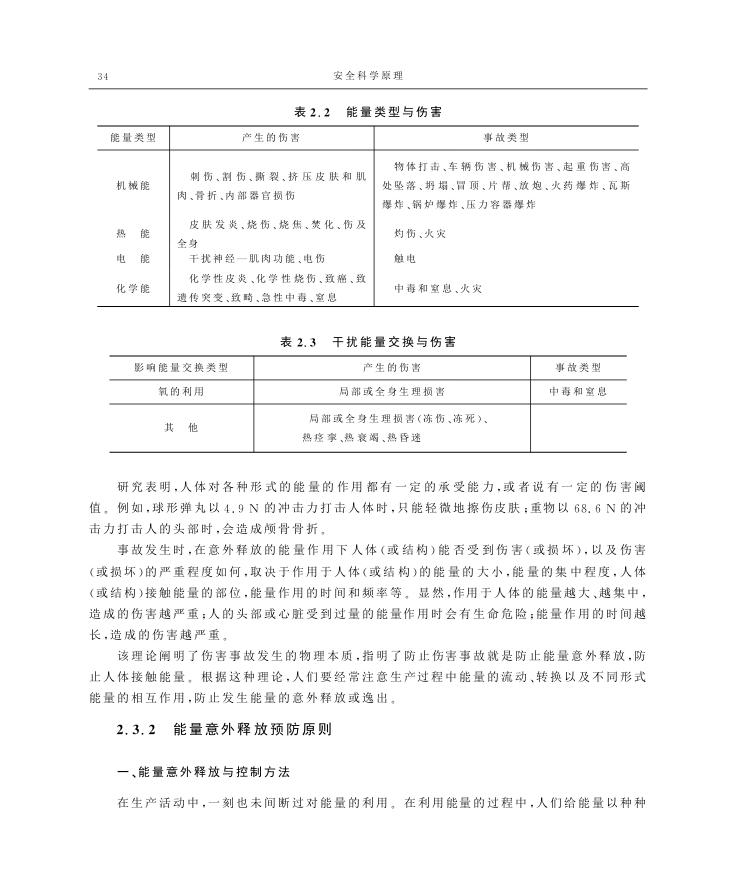 34
安全科学原理
表 2.2 能量类型与伤害
能量类型
产生的伤害
事故类型
机械能
刺伤、割伤、撕裂、挤压皮肤和肌
肉、骨折、内部器官损伤
物体打击、车辆伤害、机械伤害、起重伤害、高
处坠落、坍塌、冒顶、片帮、放炮、火药爆炸、瓦斯
爆炸、锅炉爆炸、压力容器爆炸
热 能
皮肤发炎、烧伤、烧焦、焚化、伤及
全身
灼伤、火灾
电 能
干扰神经—肌肉功能、电伤
触电
化学能
化学性皮炎、化学性烧伤、致癌、致
遗传突变、致畸、急性中毒、窒息
中毒和窒息、火灾
表 2.3 干扰能量交换与伤害
影响能量交换类型
产生的伤害
事故类型
氧的利用
局部或全身生理损害
中毒和窒息
其 他
局部或全身生理损害(冻伤、冻死)、
热痉挛、热衰竭、热昏迷
研究表明,人体对各种形式的能量的作用都有一定的承受能力,或者说有一定的伤害阈
值。例如,球形弹丸以 4.9 N 的冲击力打击人体时,只能轻微地擦伤皮肤;重物以 68.6 N 的冲
击力打击人的头部时,会造成颅骨骨折。
事故发生时,在意外释放的能量作用下人体(或结构)能否受到伤害(或损坏),以及伤害
(或损坏)的严重程度如何,取决于作用于人体(或结构)的能量的大小,能量的集中程度,人体
(或结构)接触能量的部位,能量作用的时间和频率等。显然,作用于人体的能量越大、越集中,
造成的伤害越严重;人的头部或心脏受到过量的能量作用时会有生命危险;能量作用的时间越
长,造成的伤害越严重。
该理论阐明了伤害事故发生的物理本质,指明了防止伤害事故就是防止能量意外释放,防
止人体接触能量。根据这种理论,人们要经常注意生产过程中能量的流动、转换以及不同形式
能量的相互作用,防止发生能量的意外释放或逸出。
2.3.2 能量意外释放预防原则
一、能量意外释放与控制方法
在生产活动中,一刻也未间断过对能量的利用。在利用能量的过程中,人们给能量以种种